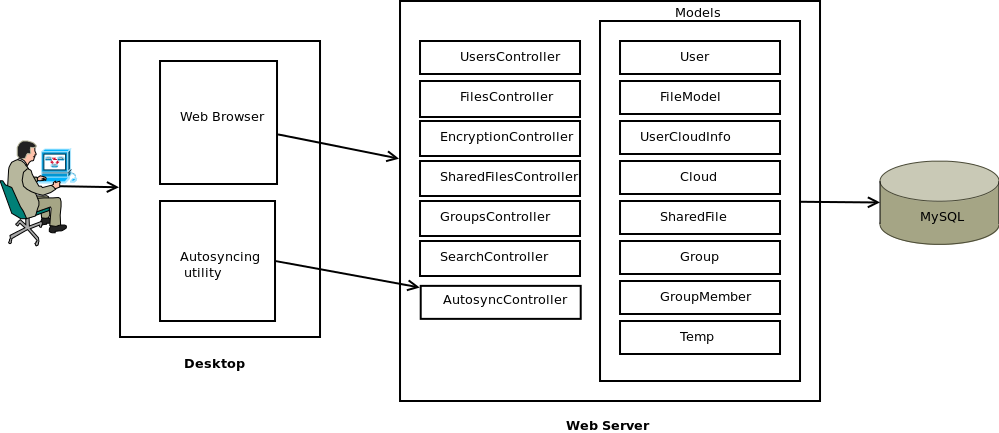 Models
UsersController
FilesController
EncryptionController
SharedFilesController
GroupsController
SearchController
AutosyncController
User
FileModel
UserCloudInfo
Cloud
SharedFile
Group
GroupMember
Temp
Web Browser
Autosyncing
utility
Desktop
Web Server
MySQL